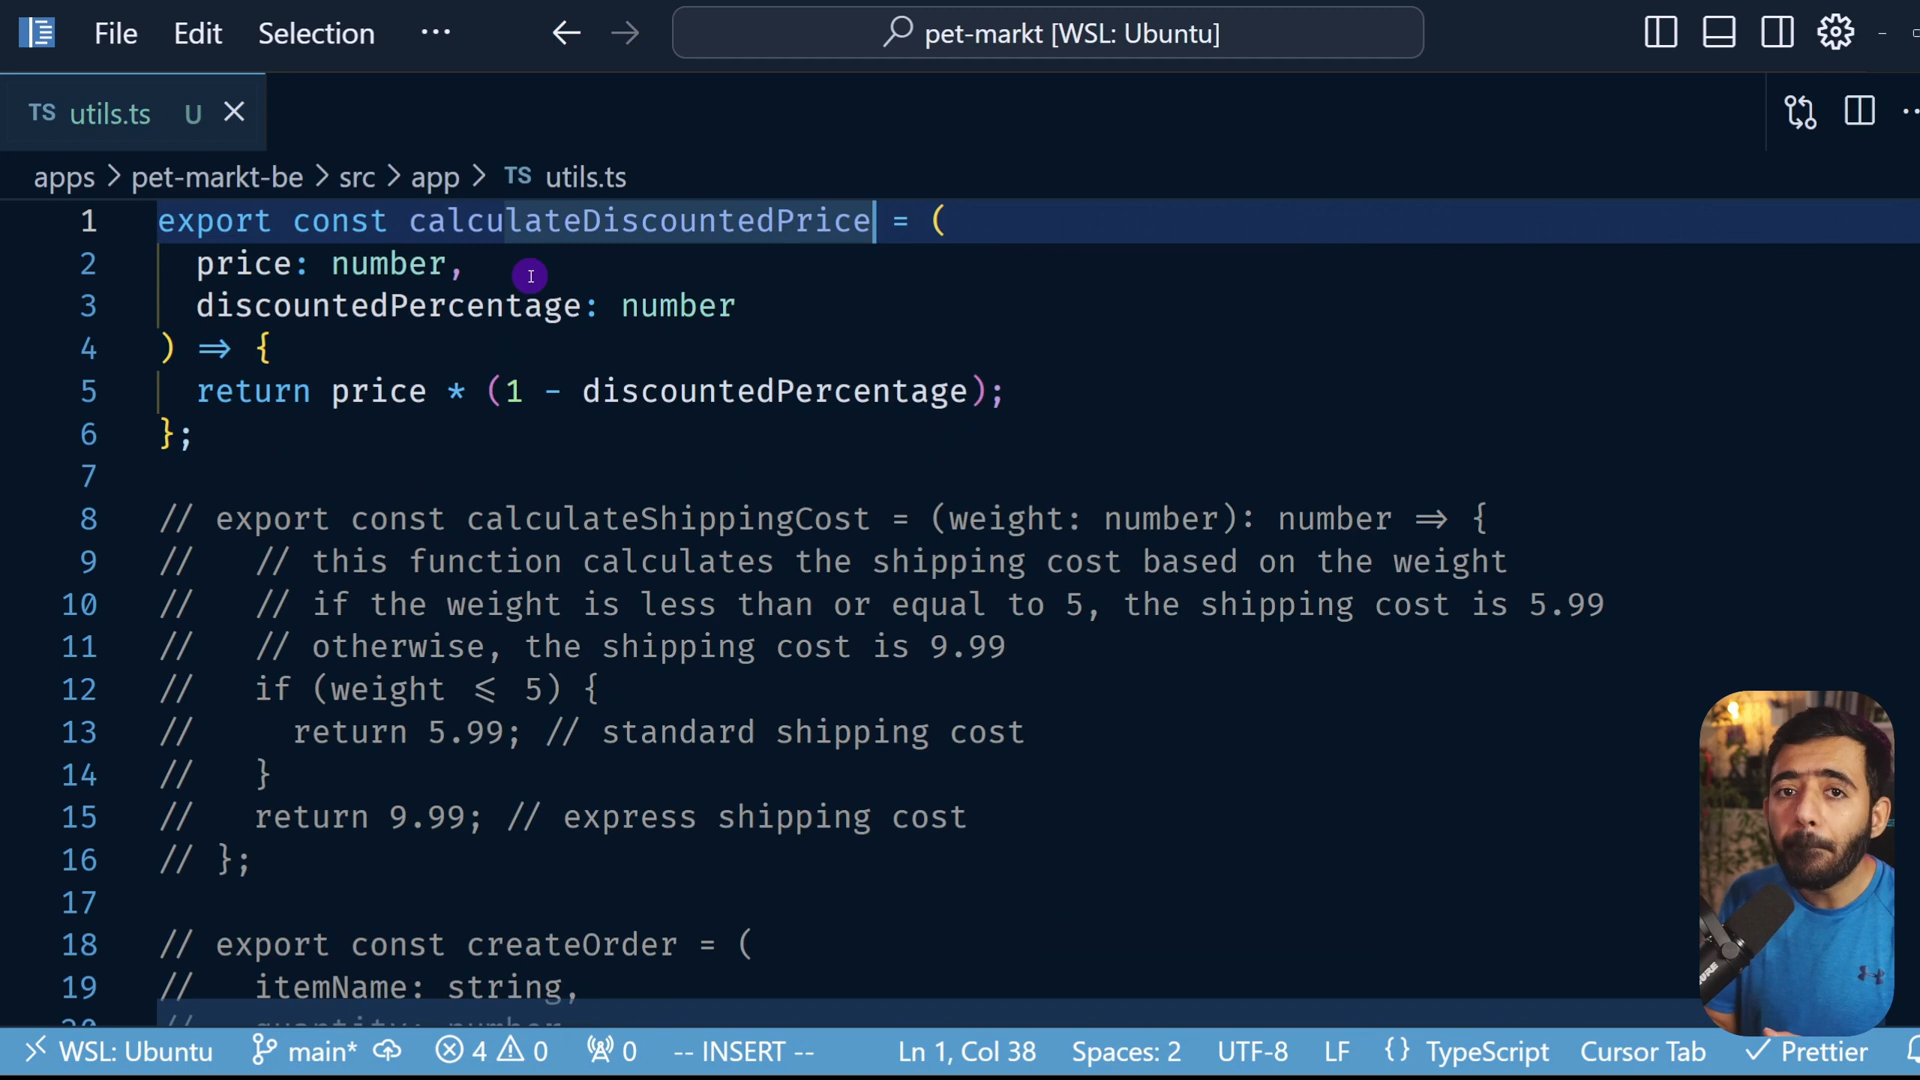 File Edit Selection ··· pet-markt [WSL: Ubuntu]
TS utils.ts U
apps > pet-markt-be > src > app > TS utils.ts
1 export const calculateDiscountedPrice = (
2 price: number,
3 discountedPercentage: number
4 ) => {
5 return price * (1 - discountedPercentage);
6 };
7
8 // export const calculateShippingCost = (weight: number): number => {
9 // // this function calculates the shipping cost based on the weight
10 // // if the weight is less than or equal to 5, the shipping cost is 5.99
11 // // otherwise, the shipping cost is 9.99
12 // if (weight <= 5) {
13 // return 5.99; // standard shipping cost
14 // }
15 // return 9.99; // express shipping cost
16 // };
17
18 // export const createOrder = (
19 // itemName: string,
20 // quantity: number
WSL: Ubuntu main* 4 0 0 -- INSERT -- Ln 1, Col 38 Spaces: 2 UTF-8 LF {} TypeScript Cursor Tab Prettier
SHURE